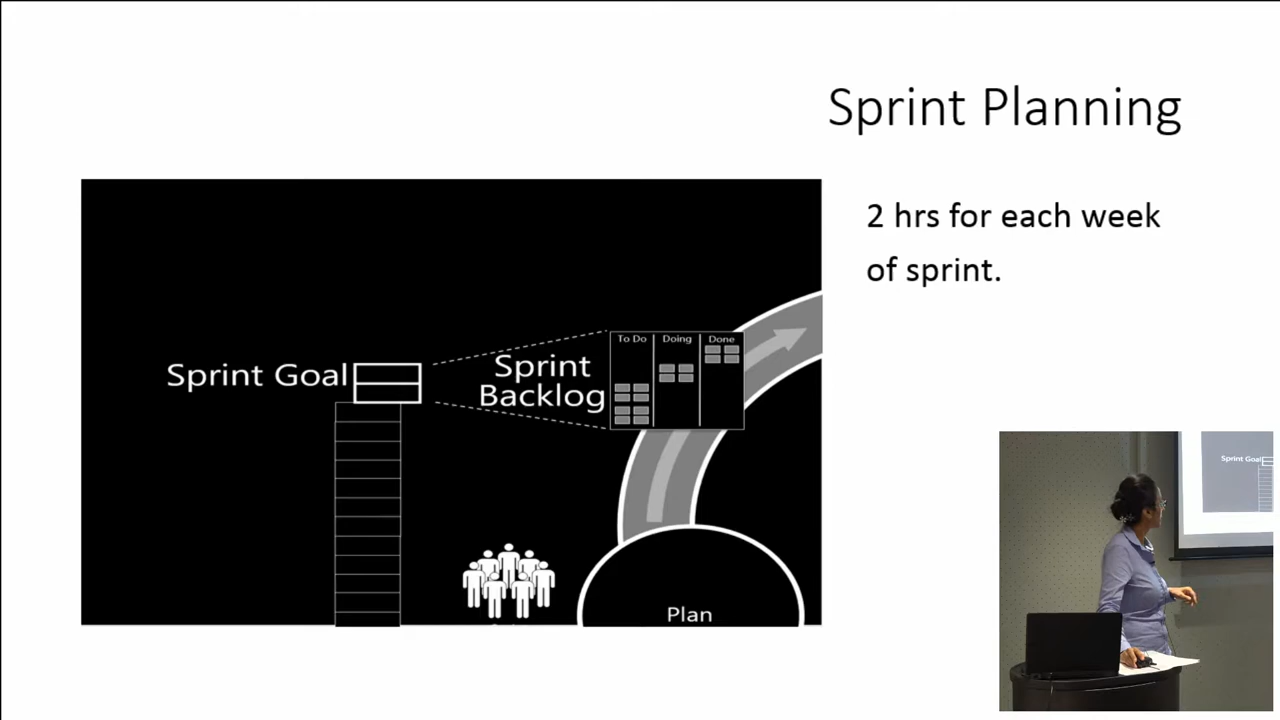 Sprint Planning
2 hrs for each week
of sprint.
Sprint Goal
Sprint
Backlog
To Do
Doing
Done
Plan
Sprint Goal